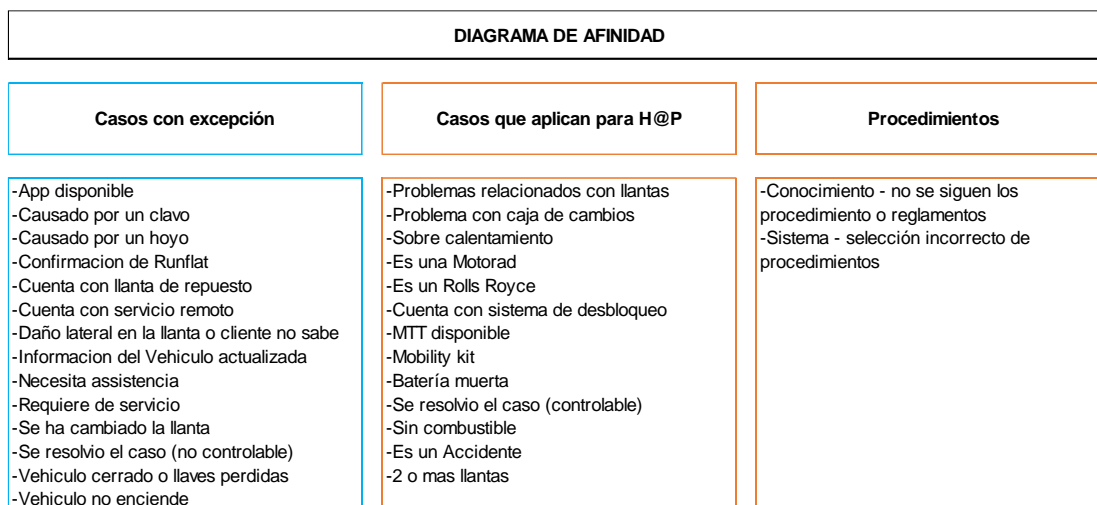 DIAGRAMA DE AFINIDAD
Casos con excepción
-App disponible
-Causado por un clavo
-Causado por un hoyo
-Confirmacion de Runflat
-Cuenta con llanta de repuesto
-Cuenta con servicio remoto
-Daño lateral en la llanta o cliente no sabe
-Informacion del Vehiculo actualizada
-Necesita assistencia
-Requiere de servicio
-Se ha cambiado la llanta
-Se resolvio el caso (no controlable)
-Vehiculo cerrado o llaves perdidas
-Vehiculo no enciende
Casos que aplican para H@P
-Problemas relacionados con llantas
-Problema con caja de cambios
-Sobre calentamiento
-Es una Motorad
-Es un Rolls Royce
-Cuenta con sistema de desbloqueo
-MTT disponible
-Mobility kit
-Batería muerta
-Se resolvio el caso (controlable)
-Sin combustible
-Es un Accidente
-2 o mas llantas
Procedimientos
-Conocimiento - no se siguen los
procedimiento o reglamentos
-Sistema - selección incorrecto de
procedimientos